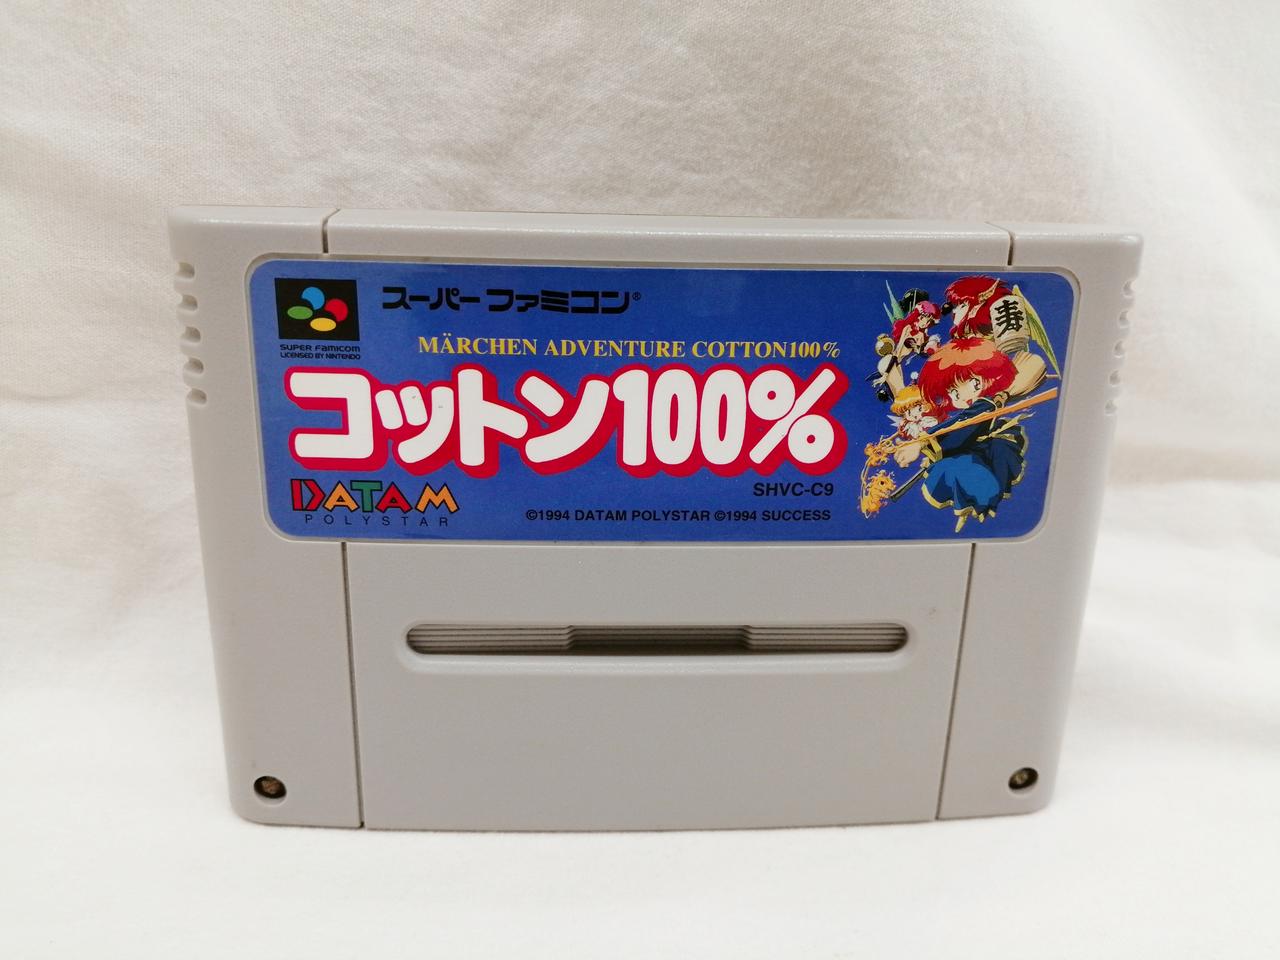 スーパーファミコン®
SUPER FAMICOM
LICENSED BY NINTENDO
MÄRCHEN ADVENTURE COTTON100%
コットン100%
SHVC-C9
DATAM
POLYSTAR
©1994 DATAM POLYSTAR ©1994 SUCCESS
寿